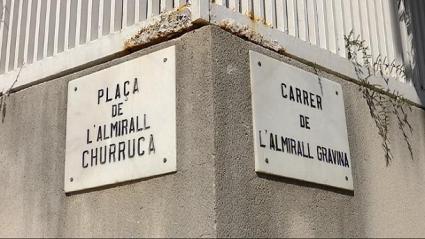 PLAÇA
DE
L'ALMIRALL
CHURRUCA
CARRER
DE
L'ALMIRALL GRAVINA